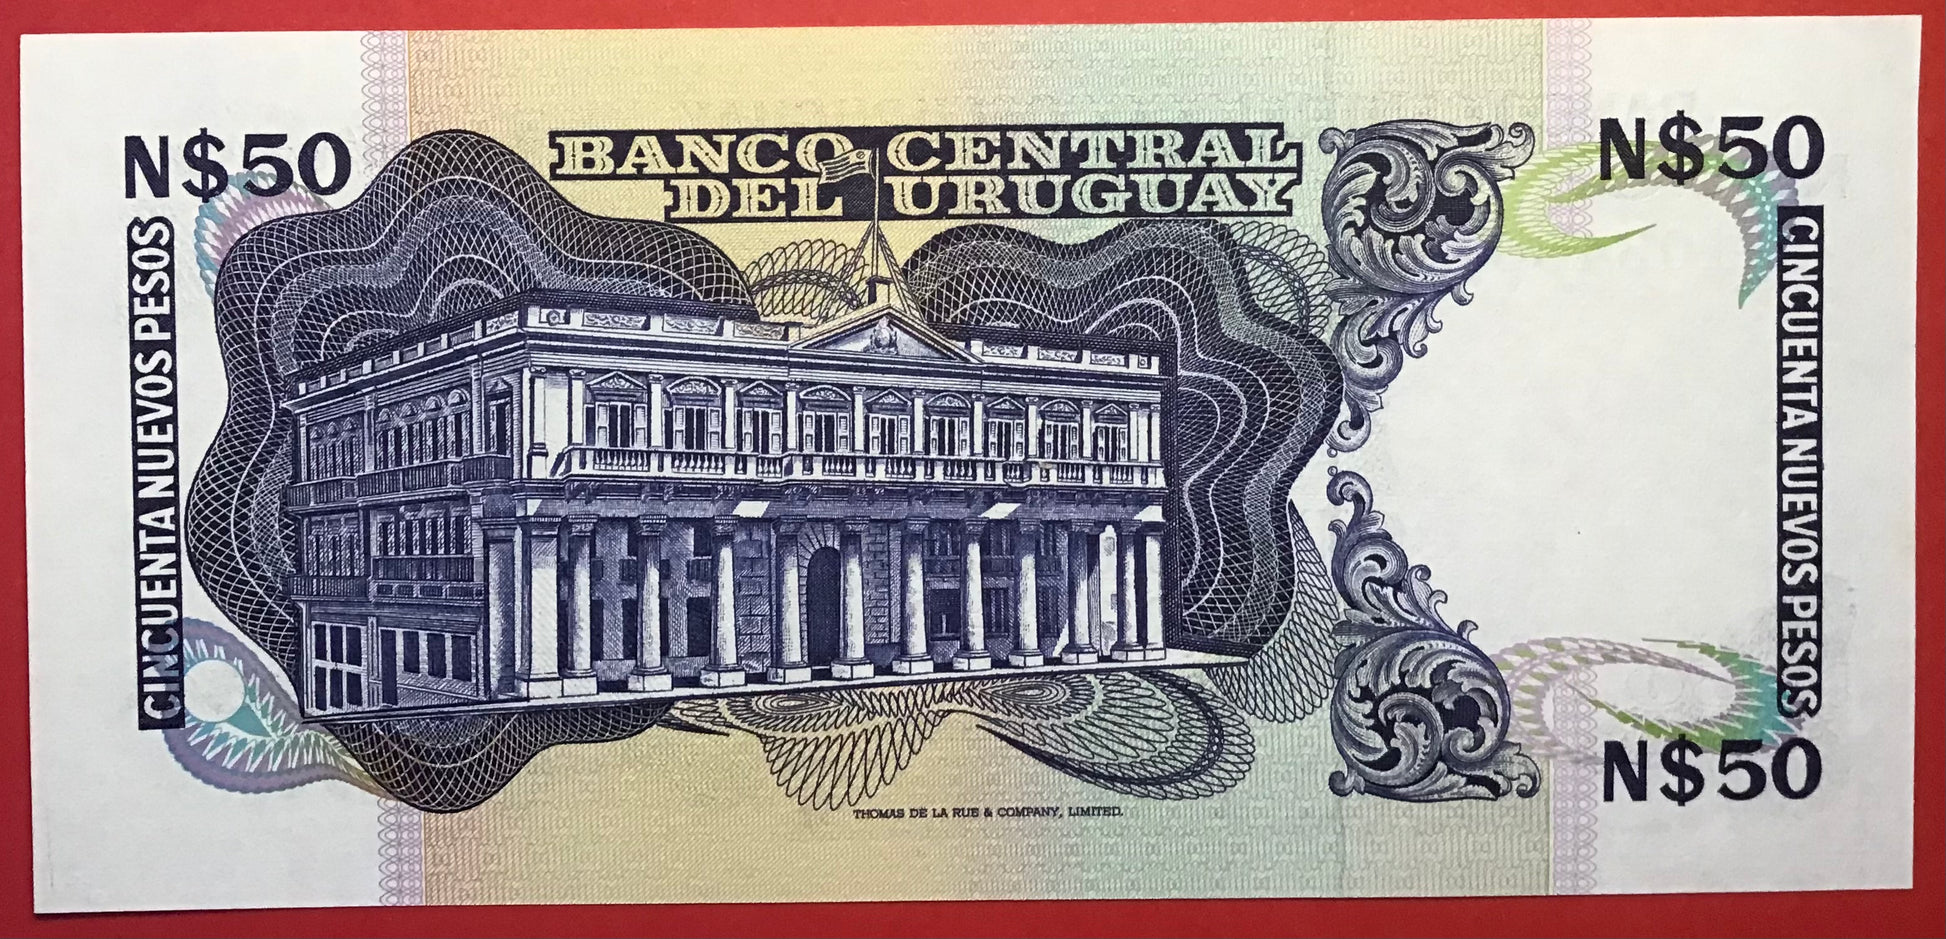 N$50
BANCO CENTRAL
DEL URUGUAY
N$50
CINCUENTA NUEVOS PESOS
CINCUENTA NUEVOS PESOS
N$50
THOMAS DE LA RUE & COMPANY, LIMITED.